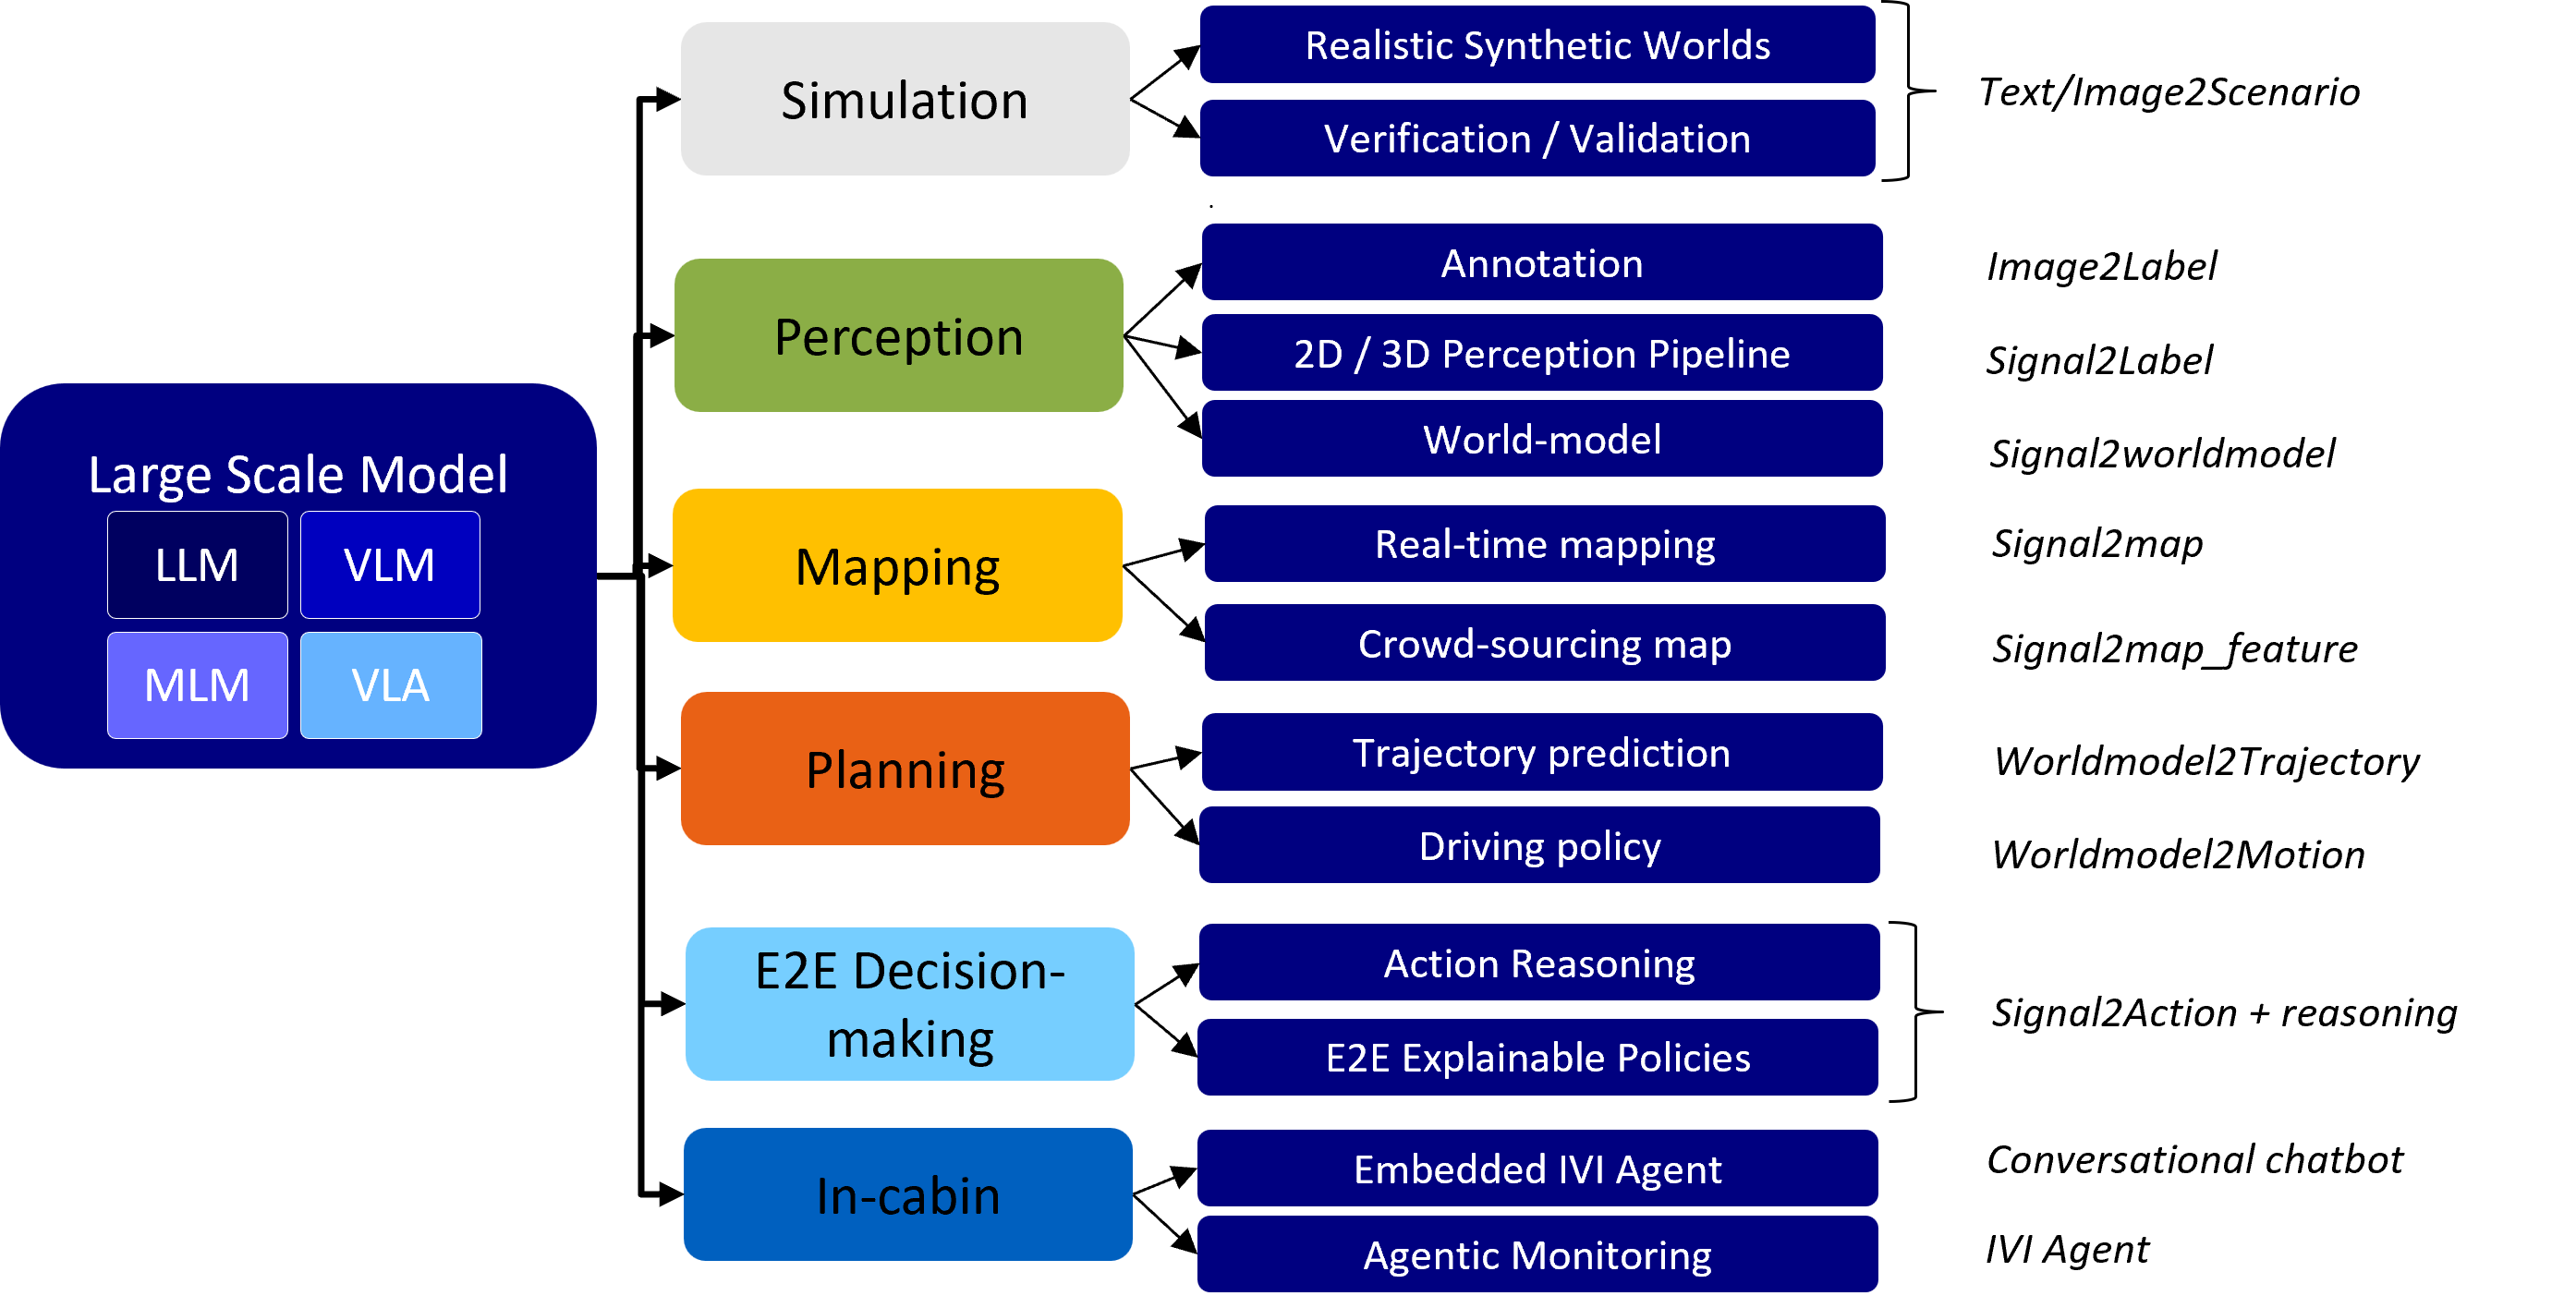 Large Scale Model
LLM
VLM
MLM
VLA
Simulation
Realistic Synthetic Worlds
Verification / Validation
Text/Image2Scenario
Perception
Annotation
Image2Label
2D / 3D Perception Pipeline
Signal2Label
World-model
Signal2worldmodel
Mapping
Real-time mapping
Signal2map
Crowd-sourcing map
Signal2map_feature
Planning
Trajectory prediction
Worldmodel2Trajectory
Driving policy
Worldmodel2Motion
E2E Decision-
making
Action Reasoning
E2E Explainable Policies
Signal2Action + reasoning
In-cabin
Embedded IVI Agent
Conversational chatbot
Agentic Monitoring
IVI Agent